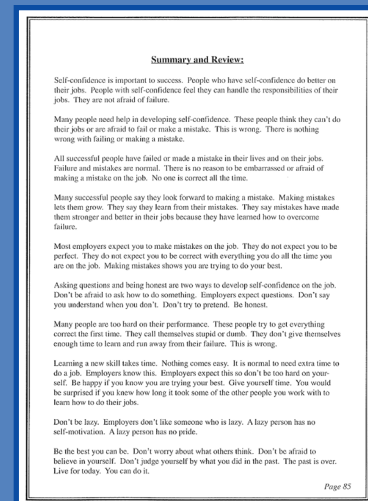 Summary and Review:
Self-confidence is important to success. People who have self-confidence do better on
their jobs. People with self-confidence feel they can handle the responsibilities of their
jobs. They are not afraid of failure.
Many people need help in developing self-confidence. These people think they can't do
their jobs or are afraid to fail or make a mistake. This is wrong. There is nothing
wrong with failing or making a mistake.
All successful people have failed or made a mistake in their lives and on their jobs.
Failure and mistakes are normal. There is no reason to be embarrassed or afraid of
making a mistake on the job. No one is correct all the time.
Many successful people say they look forward to making a mistake. Making mistakes
lets them grow. They say they learn from their mistakes. They say mistakes have made
them stronger and better in their jobs because they have learned how to overcome
failure.
Most employers expect you to make mistakes on the job. They do not expect you to be
perfect. They do not expect you to be correct with everything you do all the time you
are on the job. Making mistakes shows you are trying to do your best.
Asking questions and being honest are two ways to develop self-confidence on the job.
Don't be afraid to ask how to do something. Employers expect questions. Don't say
you understand when you don't. Don't try to pretend. Be honest.
Many people are too hard on their performance. These people try to get everything
correct the first time. They call themselves stupid or dumb. They don't give themselves
enough time to learn and run away from their failure. This is wrong.
Learning a new skill takes time. Nothing comes easy. It is normal to need extra time to
do a job. Employers know this. Employers expect this so don't be too hard on your-
self. Be happy if you know you are trying your best. Give yourself time. You would
be surprised if you knew how long it took some of the other people you work with to
learn how to do their jobs.
Don't be lazy. Employers don't like someone who is lazy. A lazy person has no
self-motivation. A lazy person has no pride.
Be the best you can be. Don't worry about what others think. Don't be afraid to
believe in yourself. Don't judge yourself by what you did in the past. The past is over.
Live for today. You can do it.
Page 85